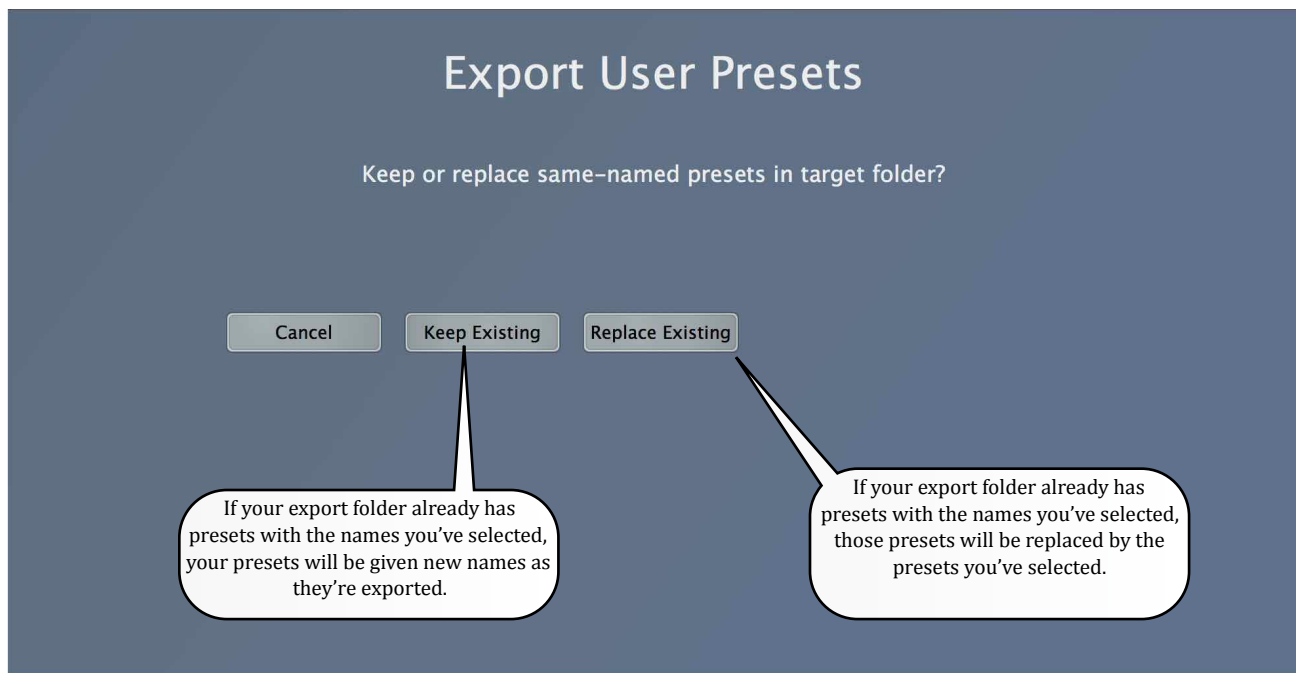 Export User Presets
Keep or replace same-named presets in target folder?
Cancel
Keep Existing
Replace Existing
If your export folder already has
presets with the names you’ve selected,
your presets will be given new names as
they’re exported.
If your export folder already has
presets with the names you’ve selected,
those presets will be replaced by the
presets you’ve selected.